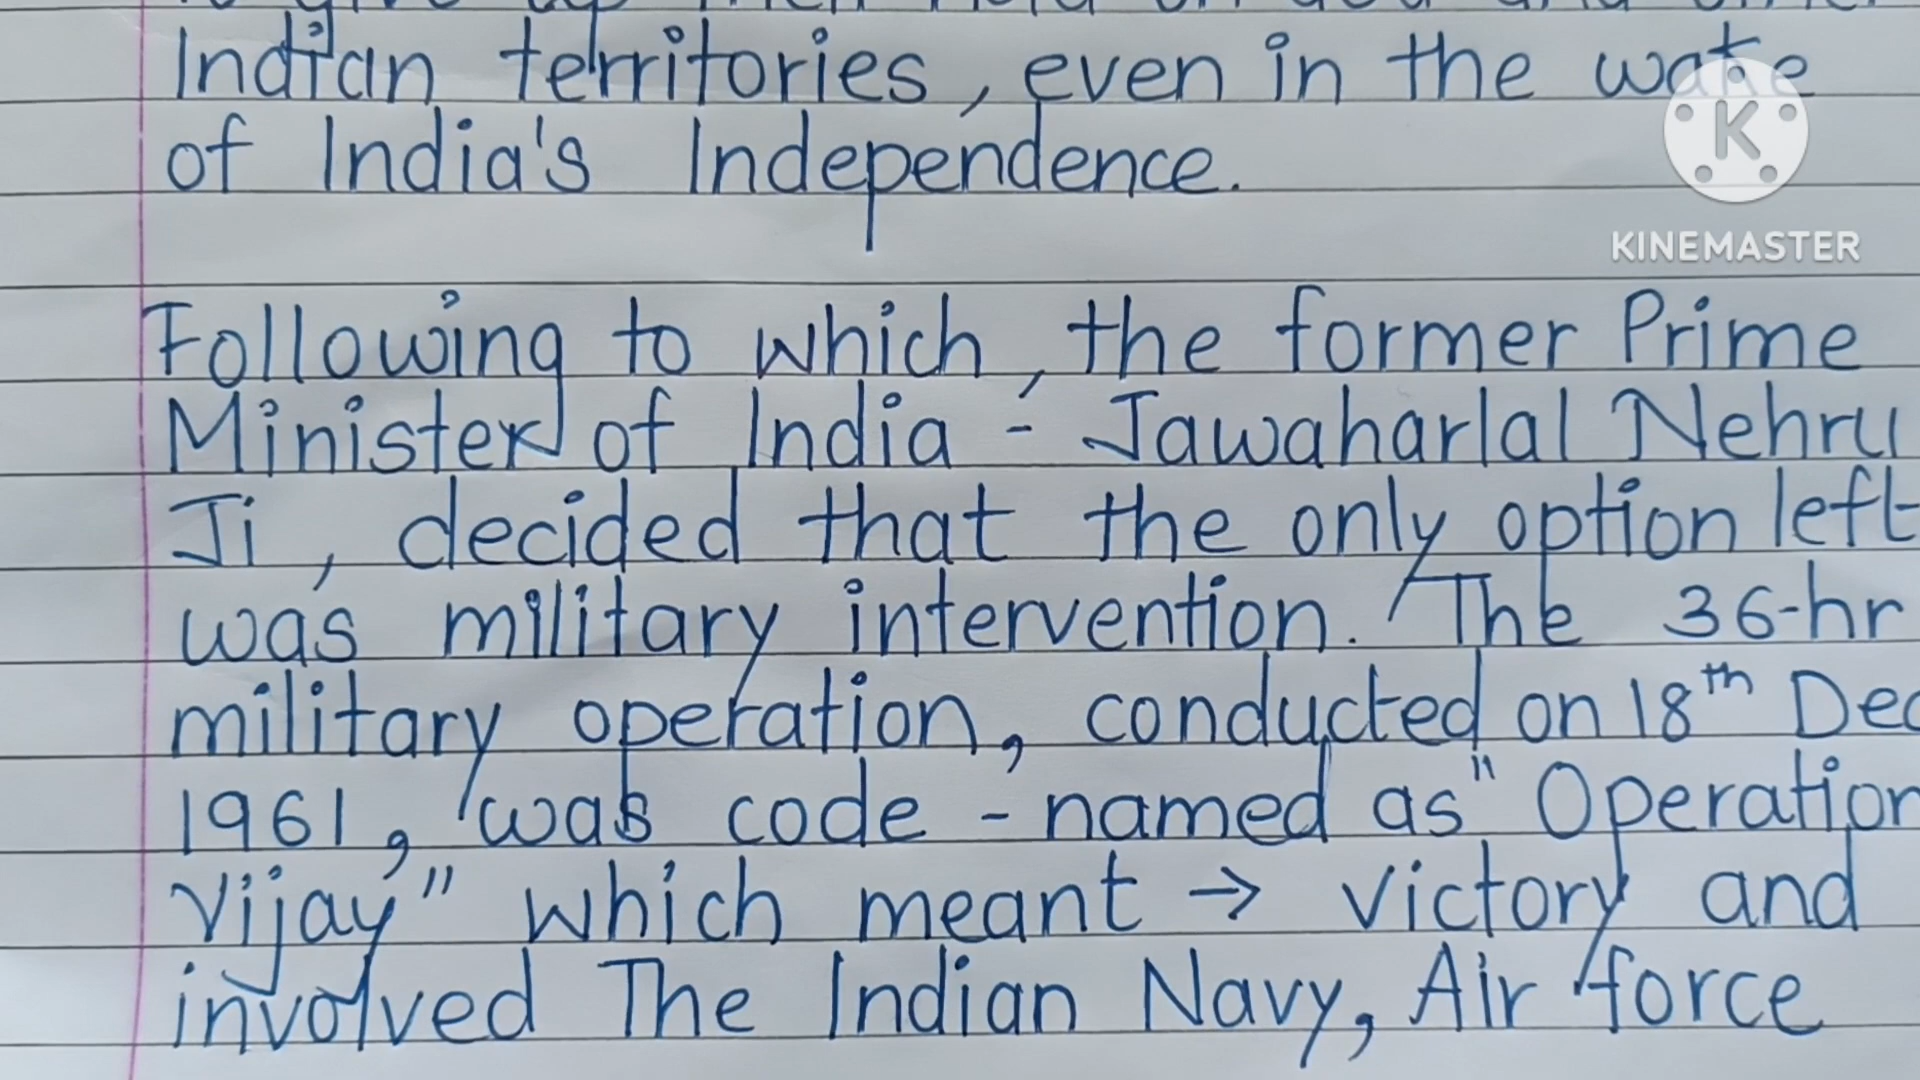 Indian territories, even in the wake
of India's Independence.
KINEMASTER
Following to which, the former Prime
Minister of India - Jawaharlal Nehru
Ji, decided that the only option left
was military intervention. The 36-hr
military operation, conducted on 18th Dec
1961, was code - named as "Operation
Vijay" which meant → victory and
involved The Indian Navy, Air force